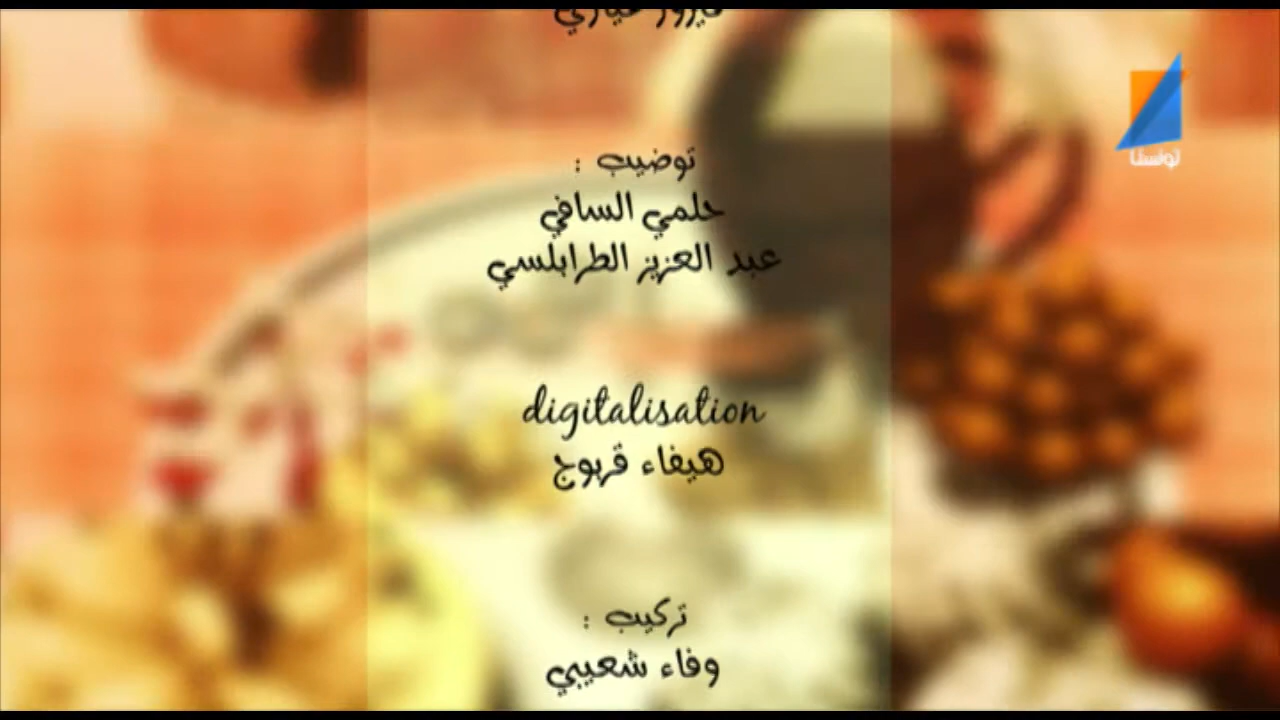 توضيب :
حلمي السافي
عبد العزيز الطرابلسي
digitalisation
هيفاء قربوج
تركيب :
وفاء شعيبي
تونسنا